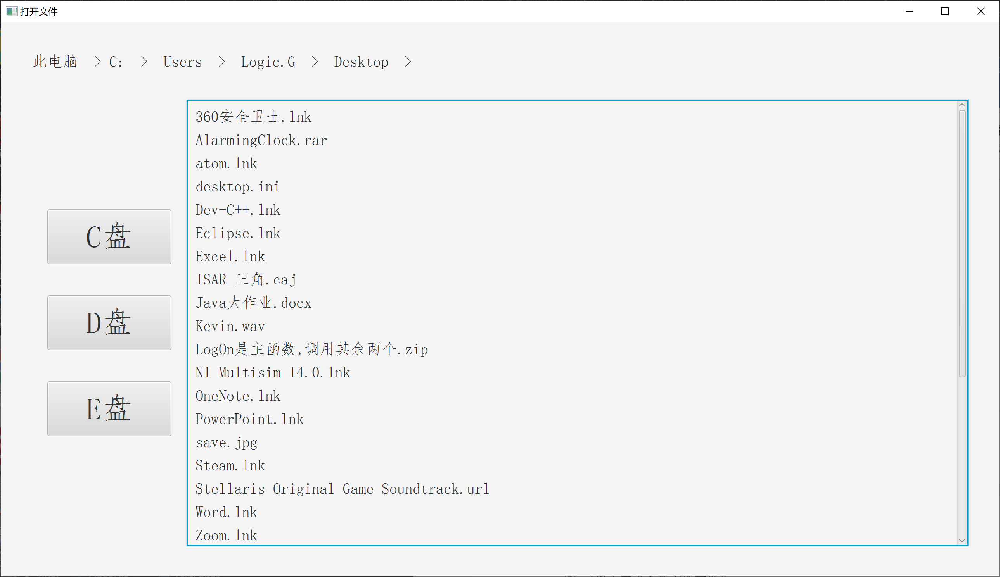 打开文件
此电脑 > C: > Users > Logic.G > Desktop >
360安全卫士.lnk
AlarmingClock.rar
atom.lnk
desktop.ini
Dev-C++.lnk
Eclipse.lnk
Excel.lnk
ISAR_三角.caj
Java大作业.docx
Kevin.wav
LogOn是主函数,调用其余两个.zip
NI Multisim 14.0.lnk
OneNote.lnk
PowerPoint.lnk
save.jpg
Steam.lnk
Stellaris Original Game Soundtrack.url
Word.lnk
Zoom.lnk
C盘
D盘
E盘